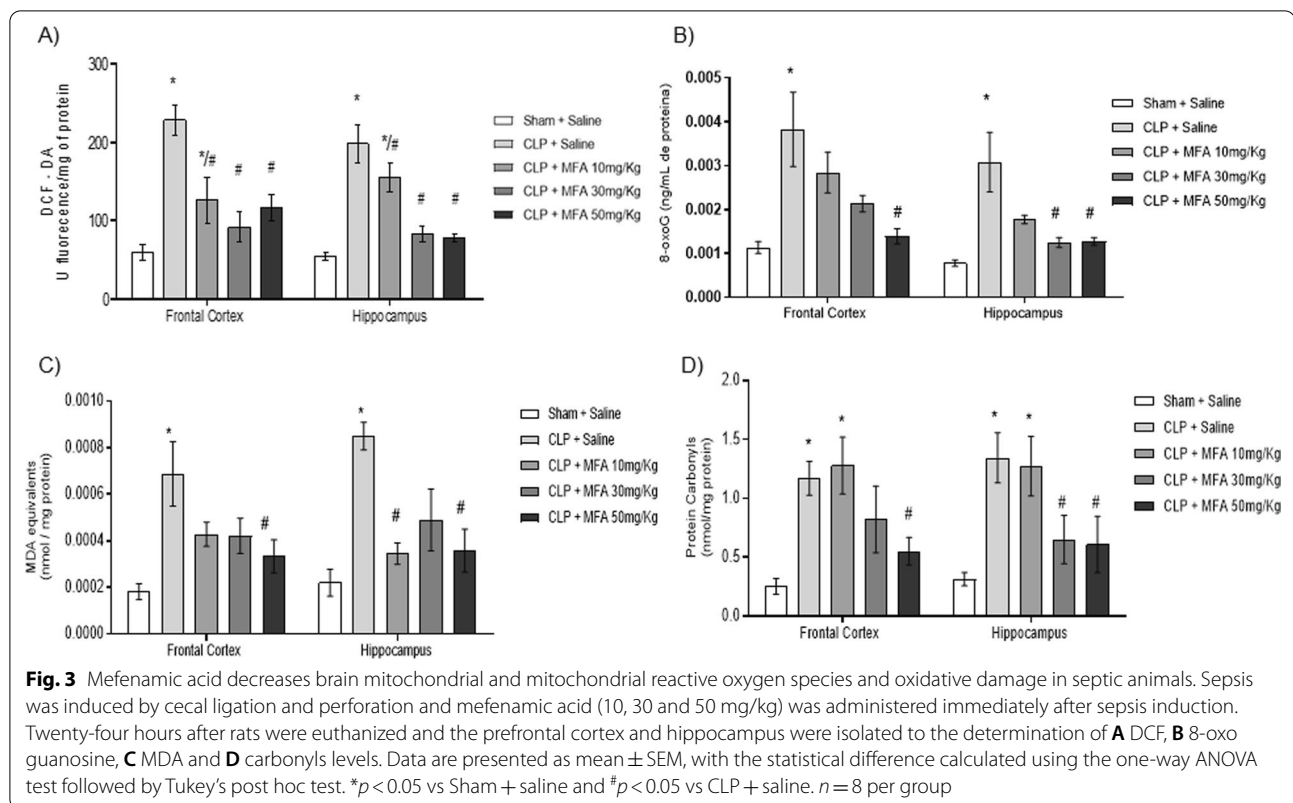 A)
DCF - DA
U fluorecence/mg of protein
300
200
100
0
*
*/#
#
#
*
*/#
#
#
Frontal Cortex
Hippocampus
Sham + Saline
CLP + Saline
CLP + MFA 10mg/Kg
CLP + MFA 30mg/Kg
CLP + MFA 50mg/Kg
B)
8-oxoG (ng/mL de proteina)
0.005
0.004
0.003
0.002
0.001
0.000
*
#
*
#
#
Frontal Cortex
Hippocampus
Sham + Saline
CLP + Saline
CLP + MFA 10mg/Kg
CLP + MFA 30mg/Kg
CLP + MFA 50mg/Kg
C)
MDA equivalents
(nmol / mg protein)
0.0010
0.0008
0.0006
0.0004
0.0002
0.0000
*
#
*
#
#
Frontal Cortex
Hippocampus
Sham + Saline
CLP + Saline
CLP + MFA 10mg/Kg
CLP + MFA 30mg/Kg
CLP + MFA 50mg/Kg
D)
Protein Carbonyls
(nmol/mg protein)
2.0
1.5
1.0
0.5
0.0
*
*
#
*
*
#
#
Frontal Cortex
Hippocampus
Sham + Saline
CLP + Saline
CLP + MFA 10mg/Kg
CLP + MFA 30mg/Kg
CLP + MFA 50mg/Kg
Fig. 3 Mefenamic acid decreases brain mitochondrial and mitochondrial reactive oxygen species and oxidative damage in septic animals. Sepsis
was induced by cecal ligation and perforation and mefenamic acid (10, 30 and 50 mg/kg) was administered immediately after sepsis induction.
Twenty-four hours after rats were euthanized and the prefrontal cortex and hippocampus were isolated to the determination of A DCF, B 8-oxo
guanosine, C MDA and D carbonyls levels. Data are presented as mean ± SEM, with the statistical difference calculated using the one-way ANOVA
test followed by Tukey's post hoc test. *p < 0.05 vs Sham + saline and #p < 0.05 vs CLP + saline. n = 8 per group